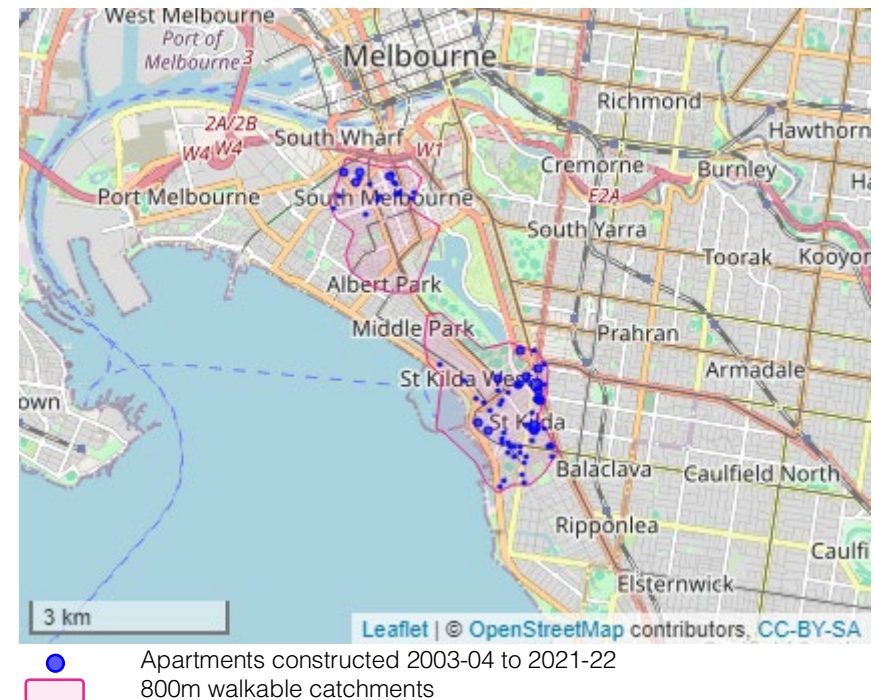 West Melbourne
Port of
Melbourne
3
Melbourne
Richmond
2A/2B
Hawthorn
South Wharf
W4 W4
W1
Cremorne
Burnley
Ha
E2A
Port Melbourne
South Melbourne
South Yarra
Toorak
Kooyor
Albert Park
Middle Park
Prahran
Armadale
St Kilda West
own
St Kilda
Balaclava
Caulfield North
Ripponlea
Caulfi
Elsternwick
3 km
Leaflet | © OpenStreetMap contributors, CC-BY-SA
Apartments constructed 2003-04 to 2021-22
800m walkable catchments